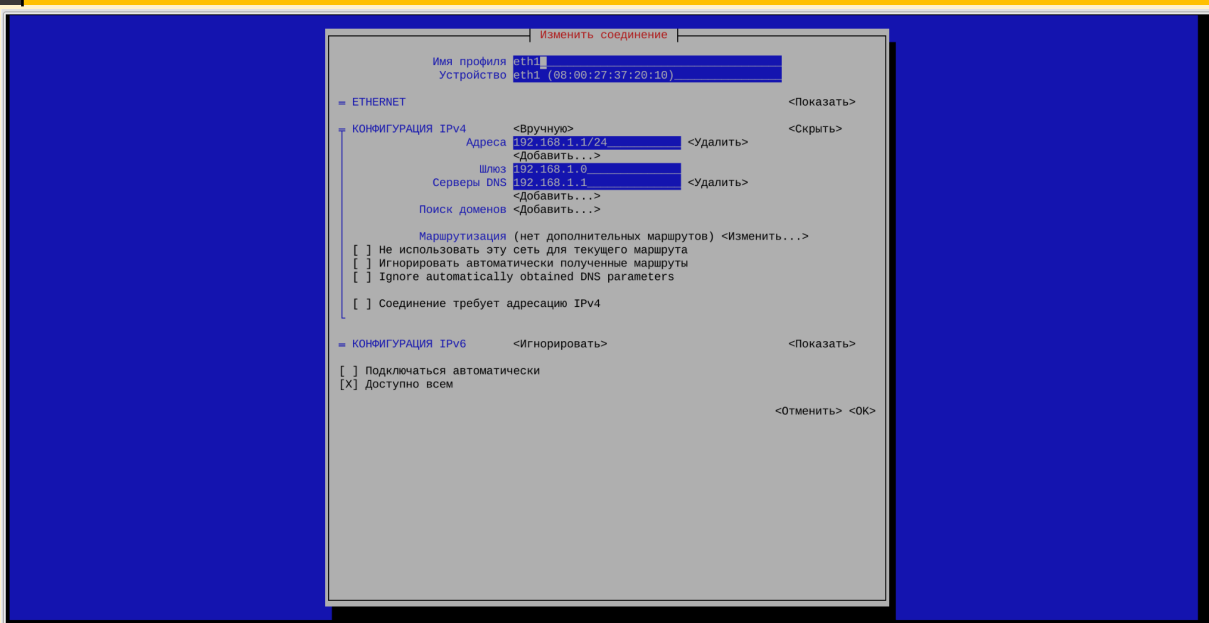 Изменить соединение
Имя профиля eth1
Устройство eth1 (08:00:27:37:20:10)
= ETHERNET <Показать>
КОНФИГУРАЦИЯ IPv4 <Вручную> <Скрыть>
Адреса 192.168.1.1/24 <Удалить>
<Добавить...>
Шлюз 192.168.1.0
Серверы DNS 192.168.1.1 <Удалить>
<Добавить...>
Поиск доменов <Добавить...>
Маршрутизация (нет дополнительных маршрутов) <Изменить...>
[ ] Не использовать эту сеть для текущего маршрута
[ ] Игнорировать автоматически полученные маршруты
[ ] Ignore automatically obtained DNS parameters
[ ] Соединение требует адресацию IPv4
= КОНФИГУРАЦИЯ IPv6 <Игнорировать> <Показать>
[ ] Подключаться автоматически
[X] Доступно всем
<Отменить> <OK>